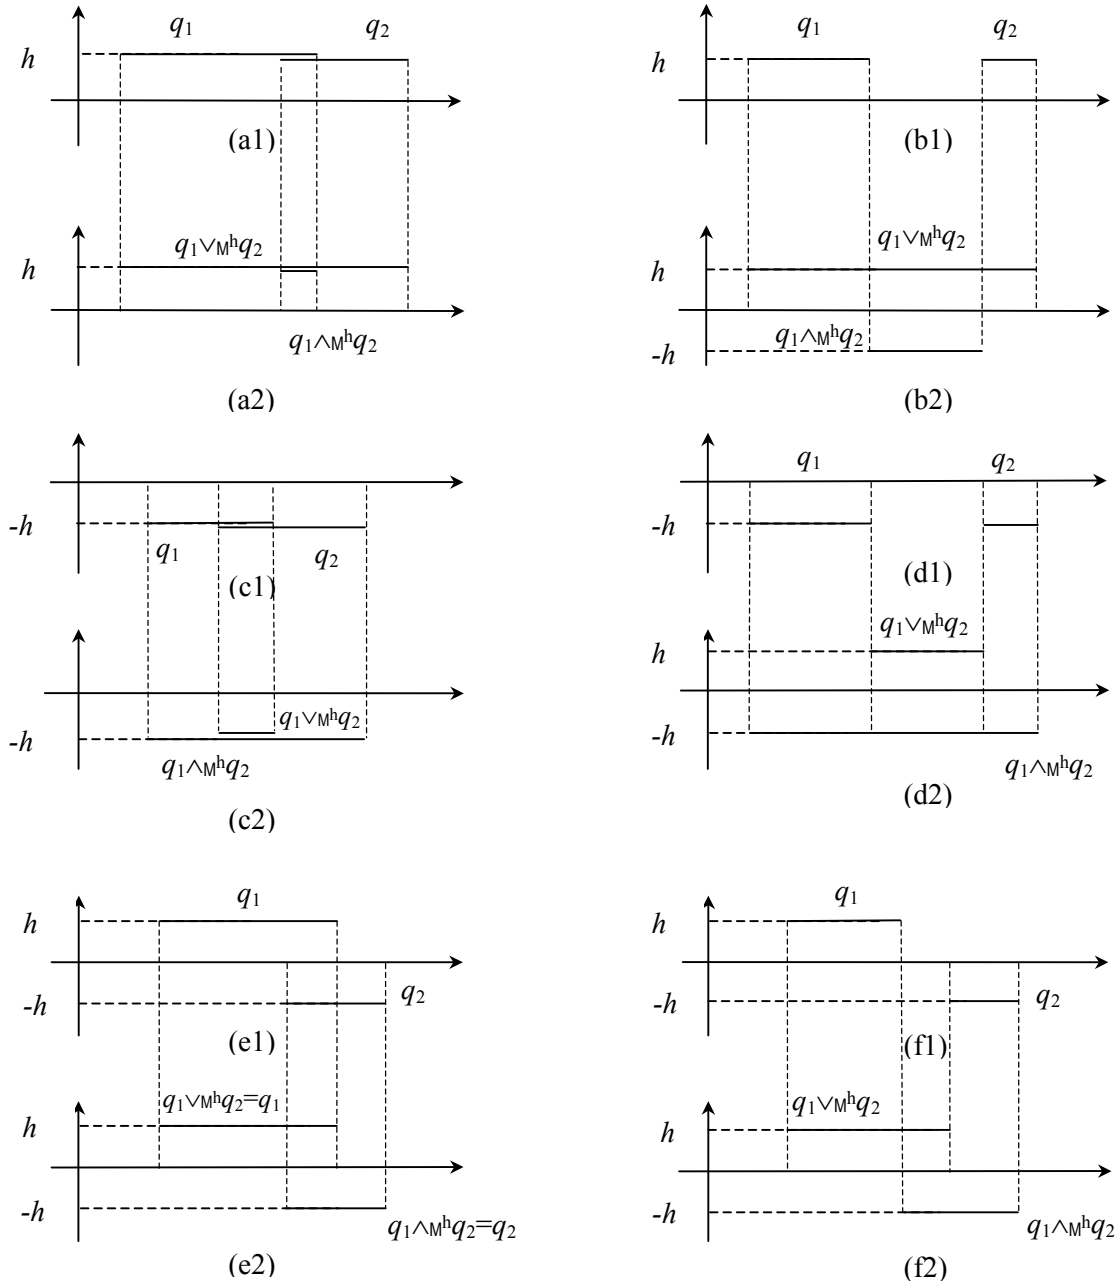 q1 q2
h
(a1)
q1∨Mhq2
h
q1∧Mhq2
(a2)
q1 q2
h
(b1)
q1∨Mhq2
h
q1∧Mhq2
-h
(b2)
-h
q1 q2
(c1)
q1∨Mhq2
-h
q1∧Mhq2
(c2)
q1 q2
-h
(d1)
q1∨Mhq2
h
-h
q1∧Mhq2
(d2)
q1
h
-h q2
(e1)
q1∨Mhq2=q1
h
-h
q1∧Mhq2=q2
(e2)
q1
h
-h q2
(f1)
q1∨Mhq2
h
-h
q1∧Mhq2
(f2)